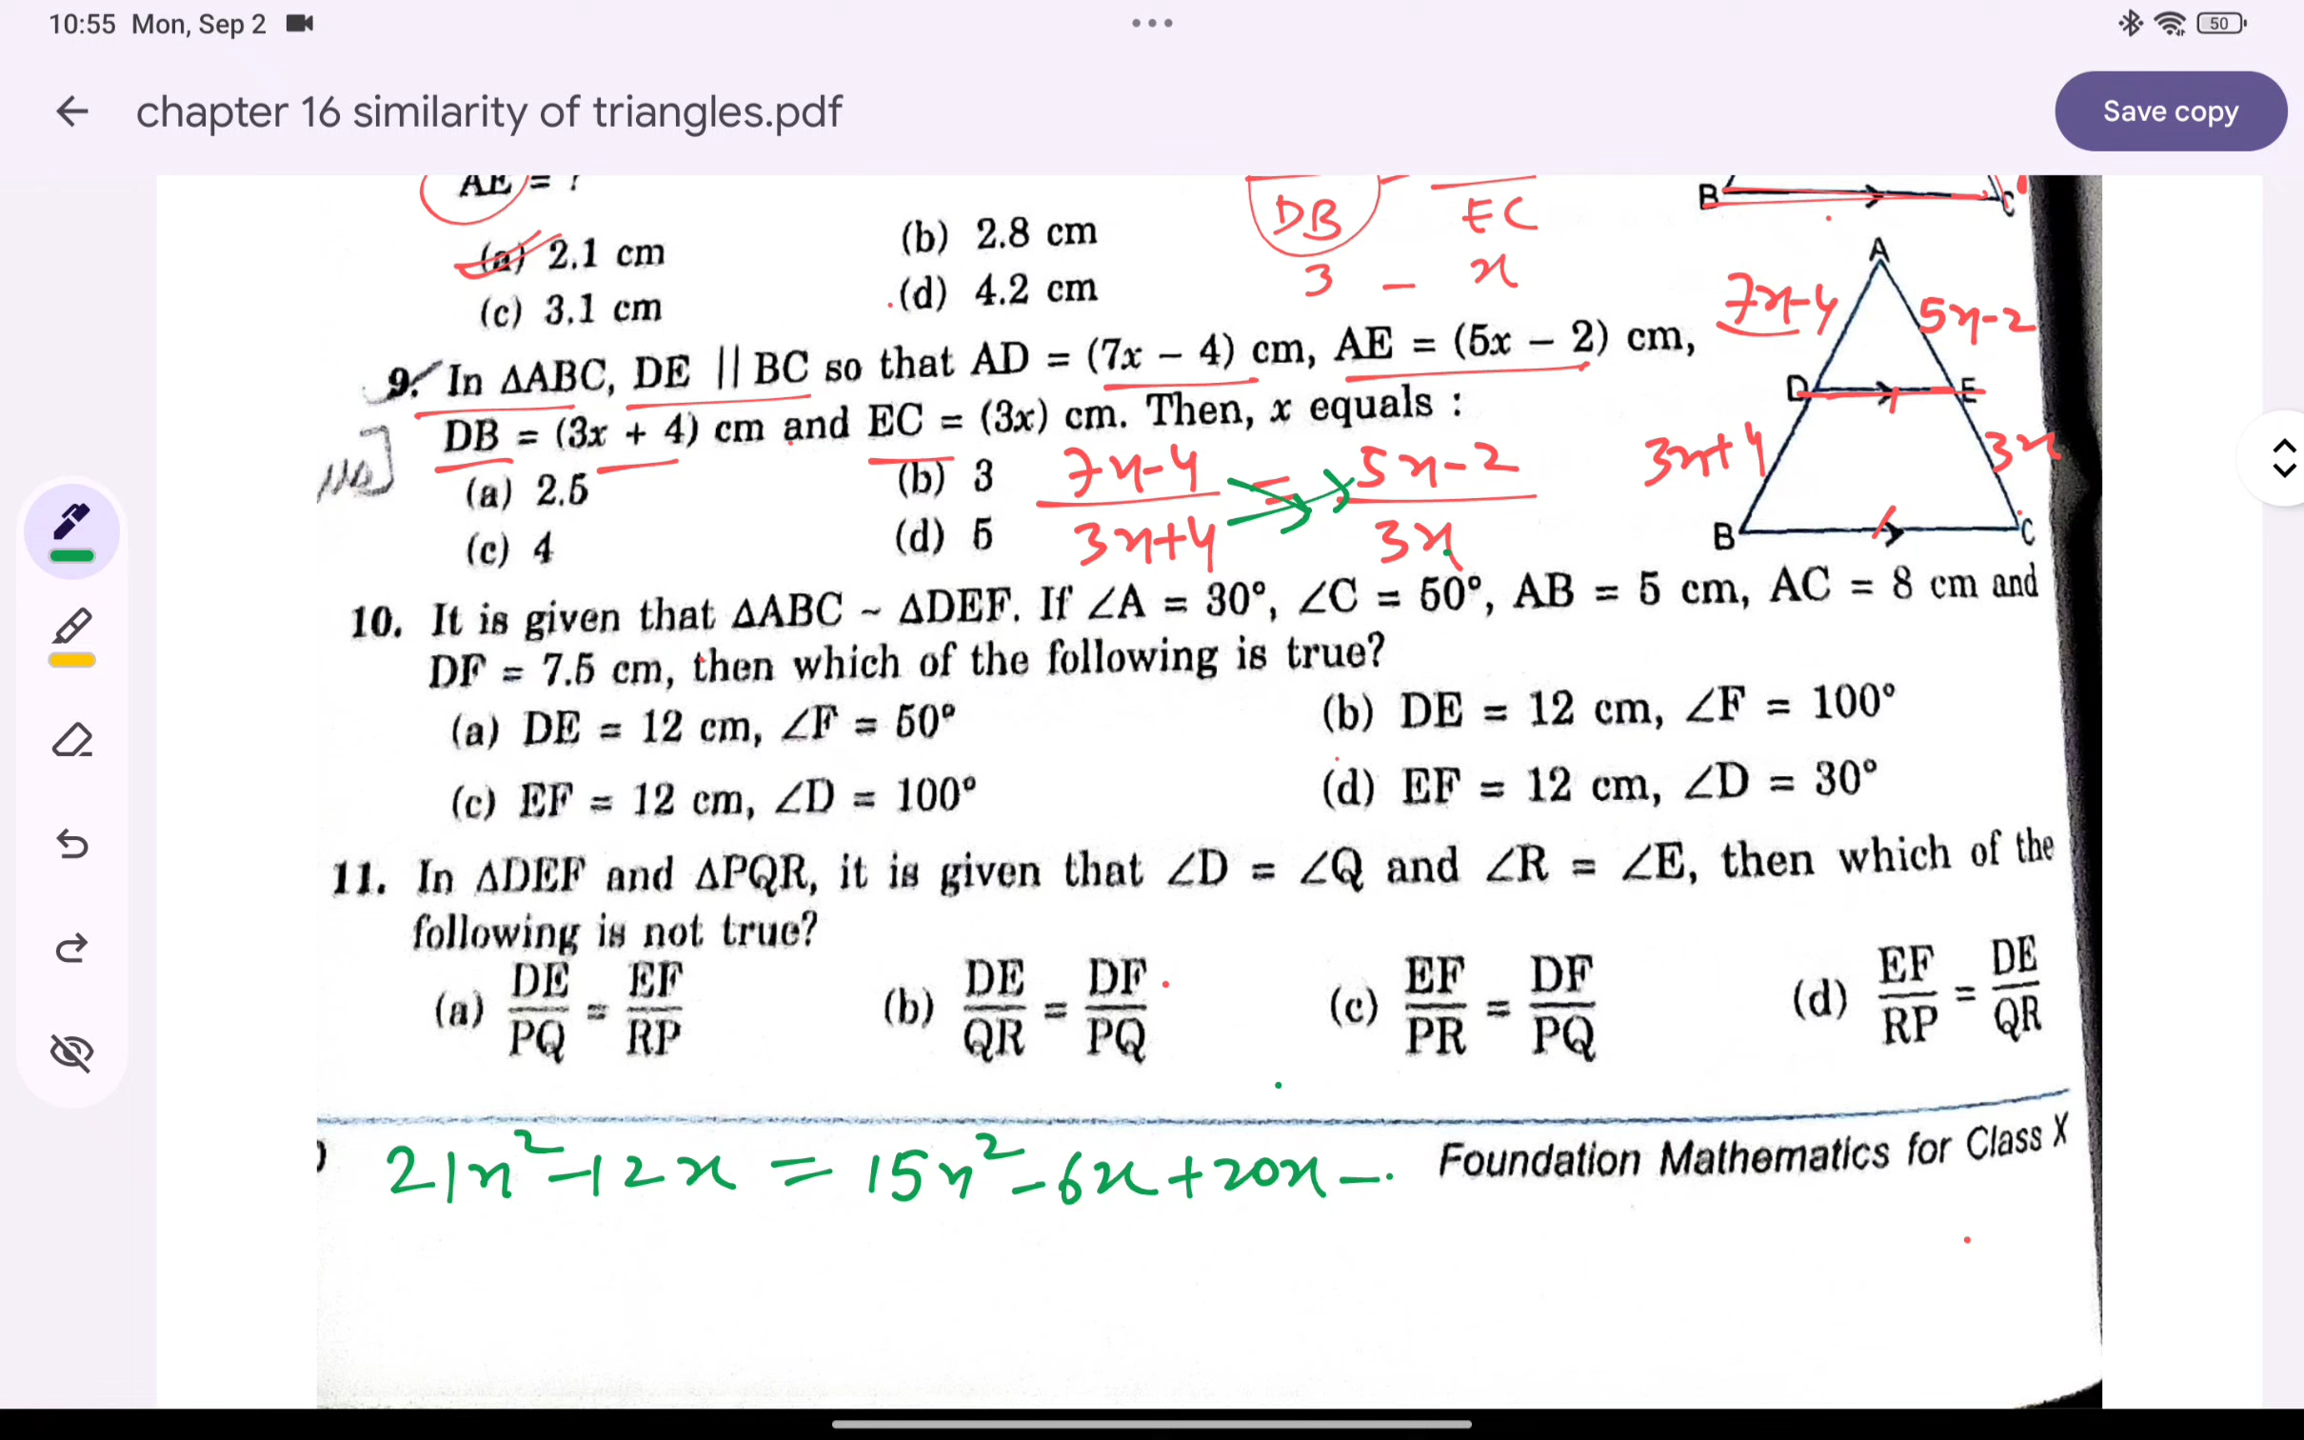 10:55 Mon, Sep 2
50
chapter 16 similarity of triangles.pdf
Save copy
AE = ?
(a) 2.1 cm (b) 2.8 cm
(c) 3.1 cm (d) 4.2 cm
DB EC
3 - x
B C
9. In ΔABC, DE || BC so that AD = (7x − 4) cm, AE = (5x − 2) cm,
DB = (3x + 4) cm and EC = (3x) cm. Then, x equals :
(a) 2.5 (b) 3
(c) 4 (d) 5
7x-4 = 5x-2
3x+4 3x
A
7x-4 5x-2
D E
3x+4 3x
B C
10. It is given that ΔABC ~ ΔDEF. If ∠A = 30°, ∠C = 50°, AB = 5 cm, AC = 8 cm and
DF = 7.5 cm, then which of the following is true?
(a) DE = 12 cm, ∠F = 50° (b) DE = 12 cm, ∠F = 100°
(c) EF = 12 cm, ∠D = 100° (d) EF = 12 cm, ∠D = 30°
11. In ΔDEF and ΔPQR, it is given that ∠D = ∠Q and ∠R = ∠E, then which of the
following is not true?
(a) DE/PQ = EF/RP (b) DE/QR = DF/PQ (c) EF/PR = DF/PQ (d) EF/RP = DE/QR
21x²-12x = 15x²-6x+20x-
Foundation Mathematics for Class X